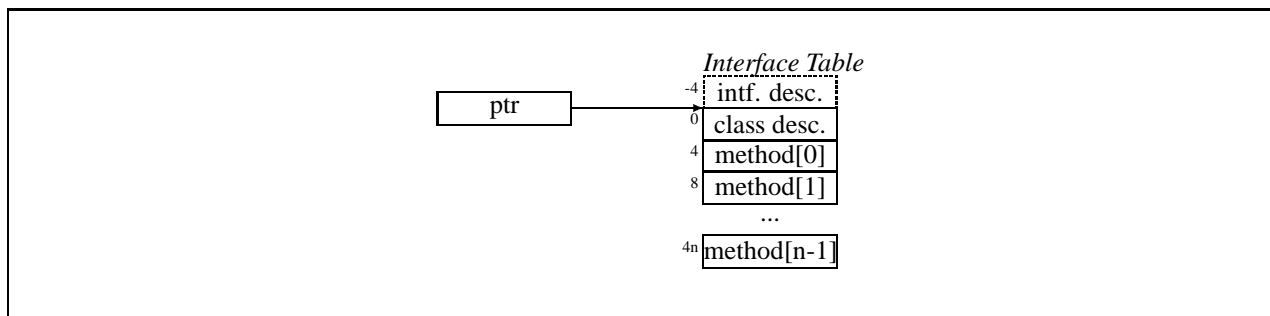 Interface Table
-4 intf. desc.
ptr
0 class desc.
4 method[0]
8 method[1]
...
4n method[n-1]